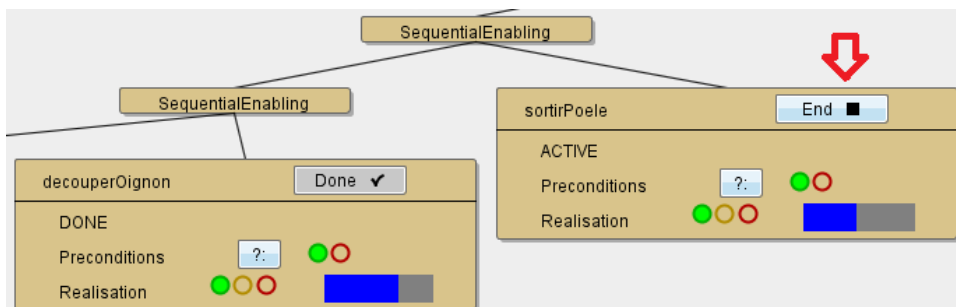 SequentialEnabling
SequentialEnabling
sortirPoele End
ACTIVE
Preconditions ?:
Realisation
decouperOignon Done ✔
DONE
Preconditions ?:
Realisation